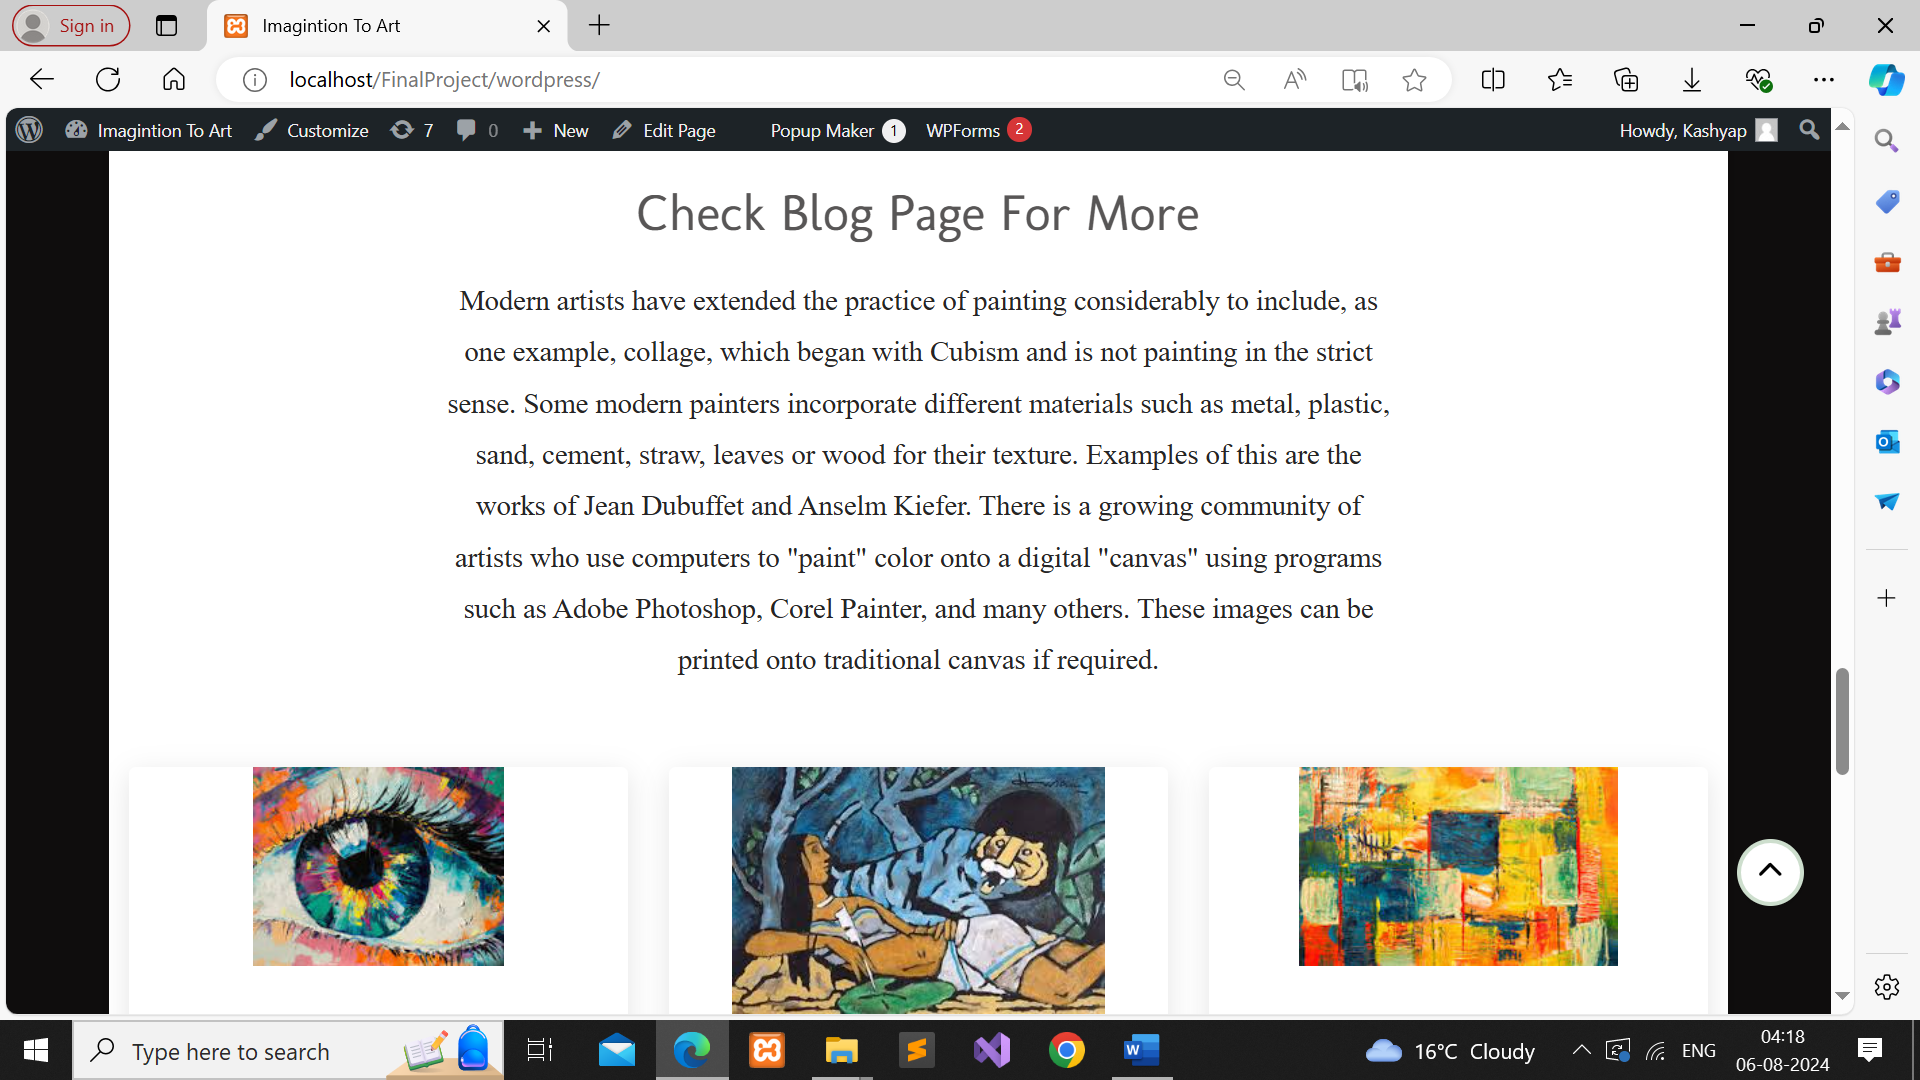 Sign in
Imagintion To Art
localhost/FinalProject/wordpress/
Imagintion To Art Customize 7 0 New Edit Page Popup Maker 1 WPForms 2 Howdy, Kashyap
Check Blog Page For More
Modern artists have extended the practice of painting considerably to include, as
one example, collage, which began with Cubism and is not painting in the strict
sense. Some modern painters incorporate different materials such as metal, plastic,
sand, cement, straw, leaves or wood for their texture. Examples of this are the
works of Jean Dubuffet and Anselm Kiefer. There is a growing community of
artists who use computers to "paint" color onto a digital "canvas" using programs
such as Adobe Photoshop, Corel Painter, and many others. These images can be
printed onto traditional canvas if required.
Type here to search
16°C Cloudy
ENG
04:18
06-08-2024